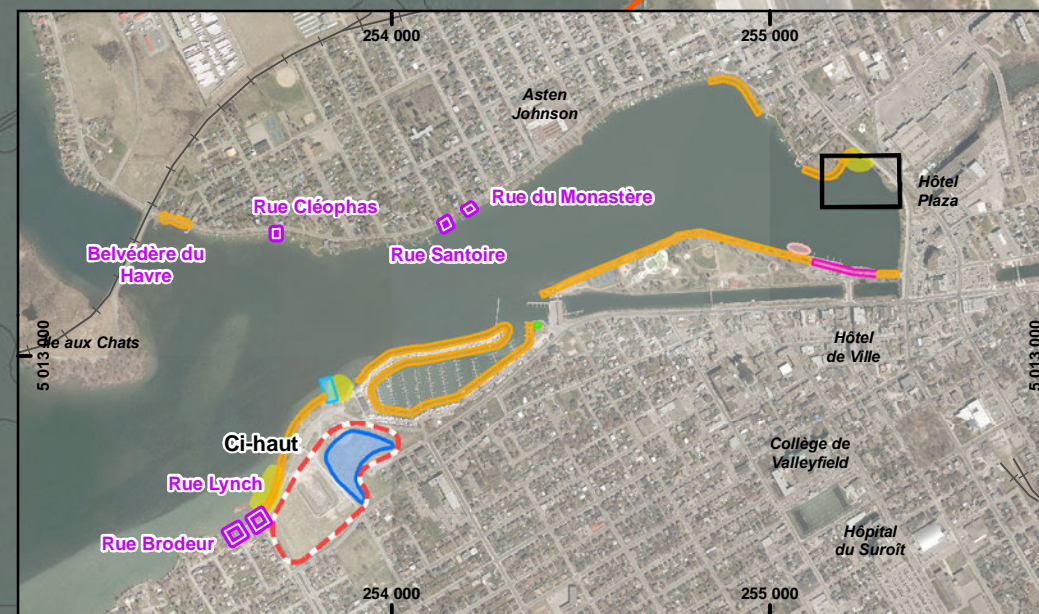 254 000
255 000
Asten
Johnson
Hôtel
Plaza
Rue du Monastère
Rue Cléophas
Rue Santoire
Belvédère du
Havre
Ile aux Chats
5 013 000
5 013 000
Hôtel
de Ville
Ci-haut
Collège de
Valleyfield
Rue Lynch
Rue Brodeur
Hôpital
du Suroît
254 000
255 000